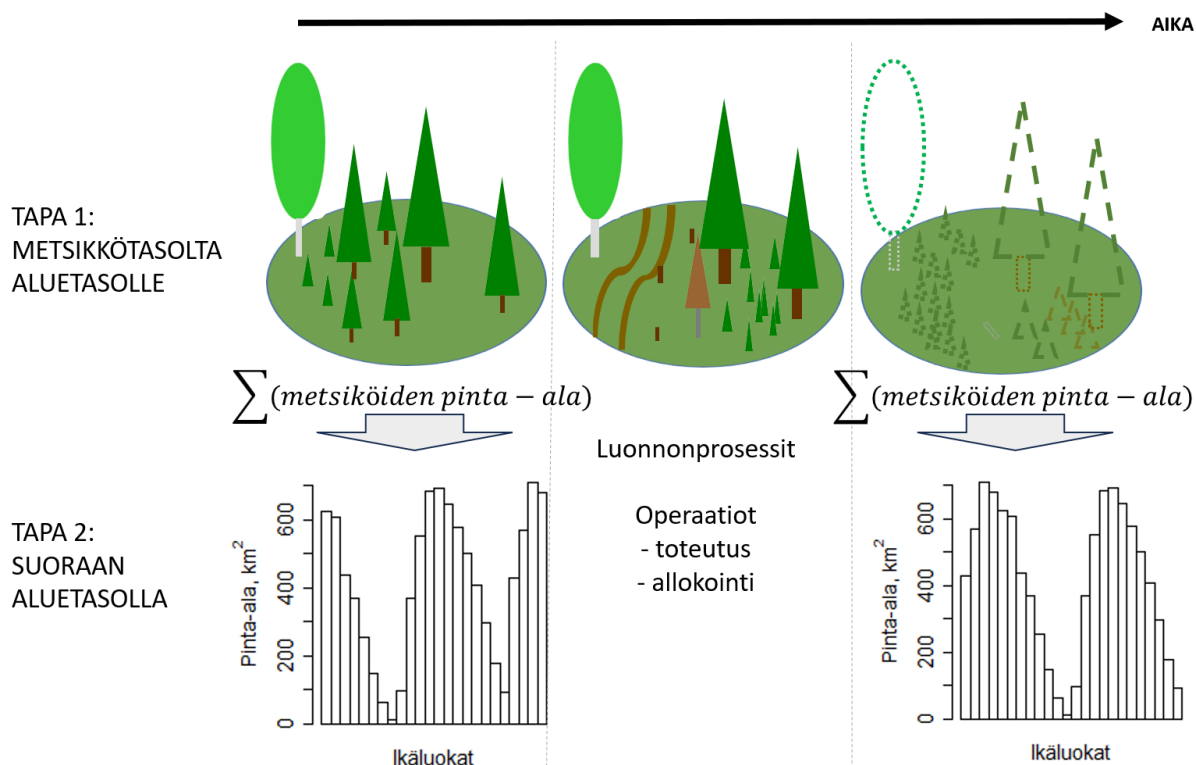 AIKA
TAPA 1:
METSIKKÖTASOLTA
ALUETASOLLE
∑(metsiköiden pinta − ala)
∑(metsiköiden pinta − ala)
Luonnonprosessit
Operaatiot
- toteutus
- allokointi
TAPA 2:
SUORAAN
ALUETASOLLA
Pinta-ala, km²
0
200
400
600
Ikäluokat
Pinta-ala, km²
0
200
400
600
Ikäluokat